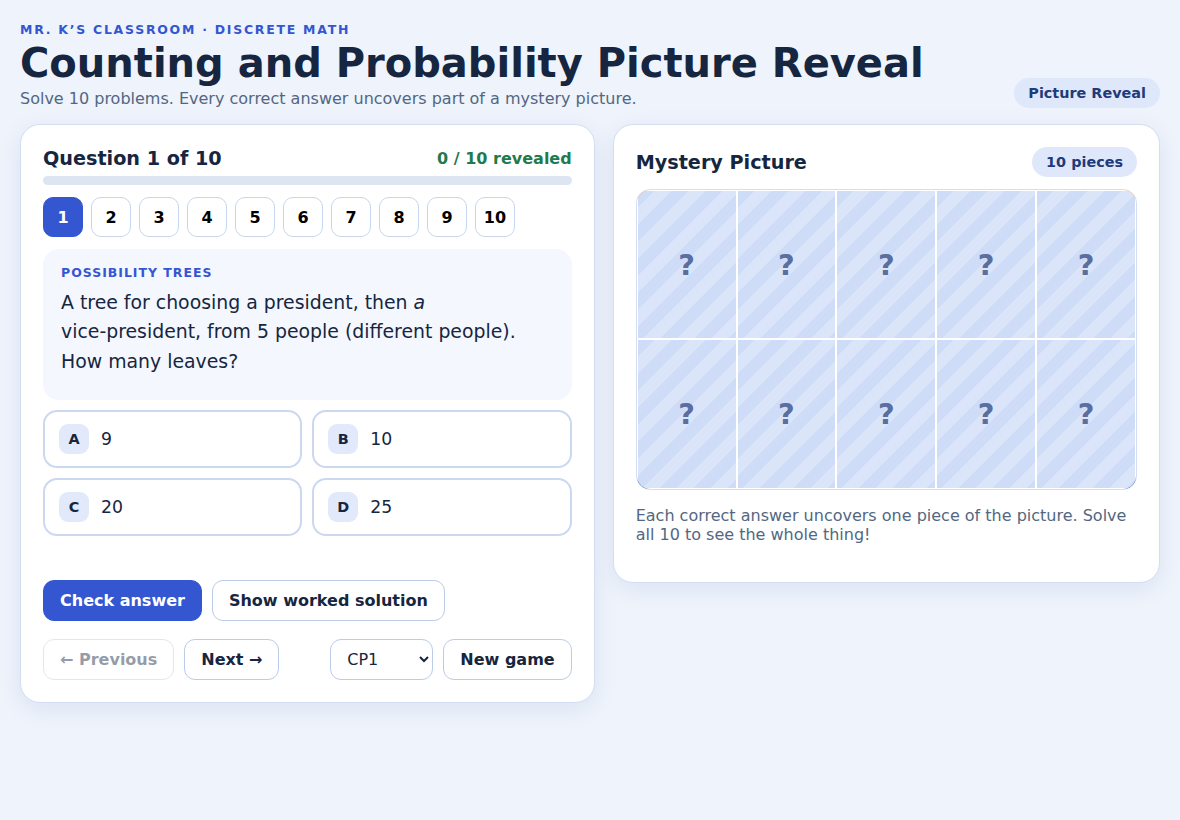 MR. K’S CLASSROOM · DISCRETE MATH
Counting and Probability Picture Reveal
Solve 10 problems. Every correct answer uncovers part of a mystery picture.
Picture Reveal
Question 1 of 10
0 / 10 revealed
1 2 3 4 5 6 7 8 9 10
POSSIBILITY TREES
A tree for choosing a president, then a
vice-president, from 5 people (different people).
How many leaves?
A 9
B 10
C 20
D 25
Check answer
Show worked solution
← Previous
Next →
CP1
New game
Mystery Picture
10 pieces
? ? ? ? ?
? ? ? ? ?
Each correct answer uncovers one piece of the picture. Solve
all 10 to see the whole thing!